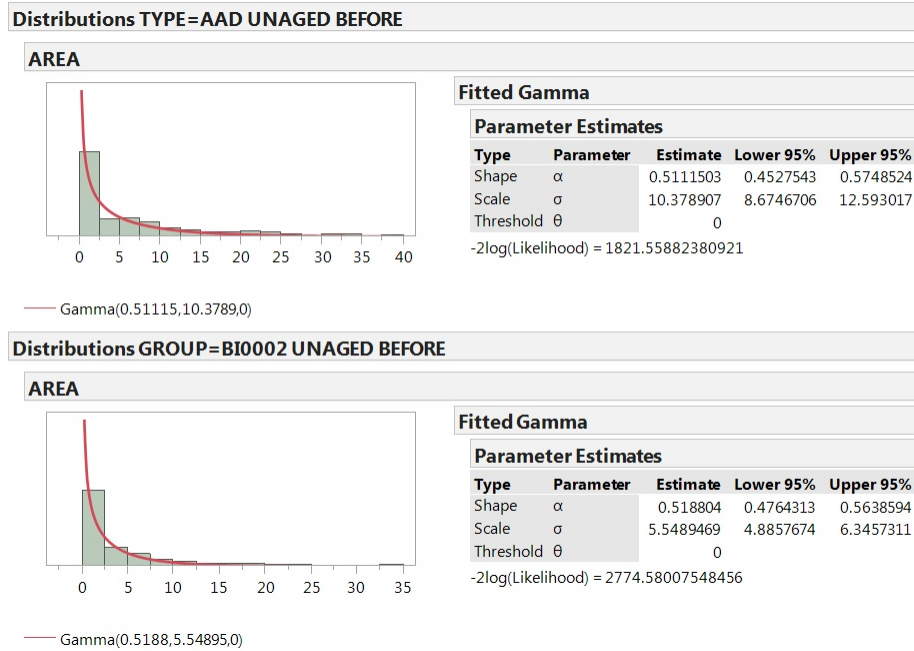 Distributions TYPE=AAD UNAGED BEFORE
AREA
0 5 10 15 20 25 30 35 40
Gamma(0.51115,10.3789,0)
Fitted Gamma
Parameter Estimates
Type Parameter Estimate Lower 95% Upper 95%
Shape α 0.5111503 0.4527543 0.5748524
Scale σ 10.378907 8.6746706 12.593017
Threshold θ 0
-2log(Likelihood) = 1821.55882380921
Distributions GROUP=BI0002 UNAGED BEFORE
AREA
0 5 10 15 20 25 30 35
Gamma(0.5188,5.54895,0)
Fitted Gamma
Parameter Estimates
Type Parameter Estimate Lower 95% Upper 95%
Shape α 0.518804 0.4764313 0.5638594
Scale σ 5.5489469 4.8857674 6.3457311
Threshold θ 0
-2log(Likelihood) = 2774.58007548456